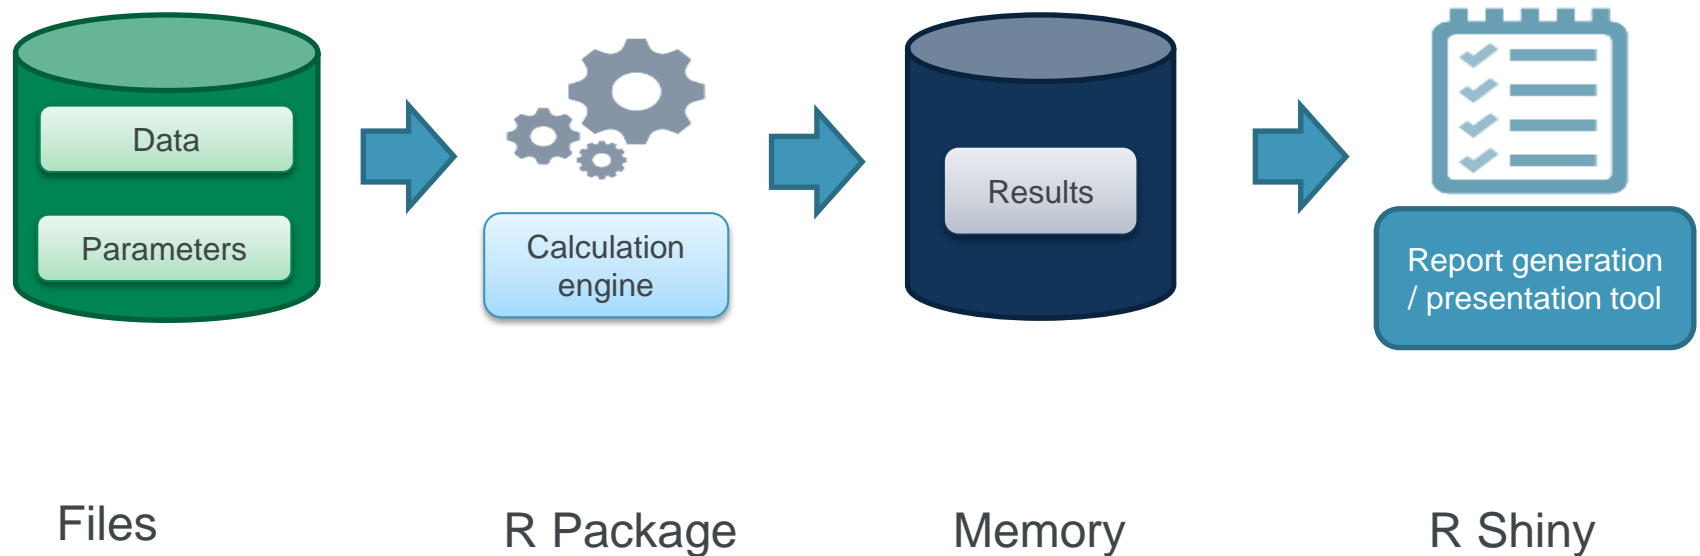 Data
Parameters
Calculation
engine
Results
Report generation
/ presentation tool
Files
R Package
Memory
R Shiny